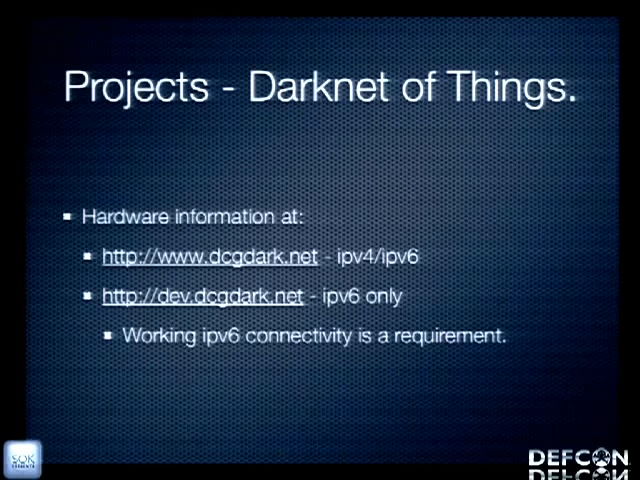 Projects - Darknet of Things.
Hardware information at:
http://www.dcgdark.net - ipv4/ipv6
http://dev.dcgdark.net - ipv6 only
Working ipv6 connectivity is a requirement.
SOK
DEFCON